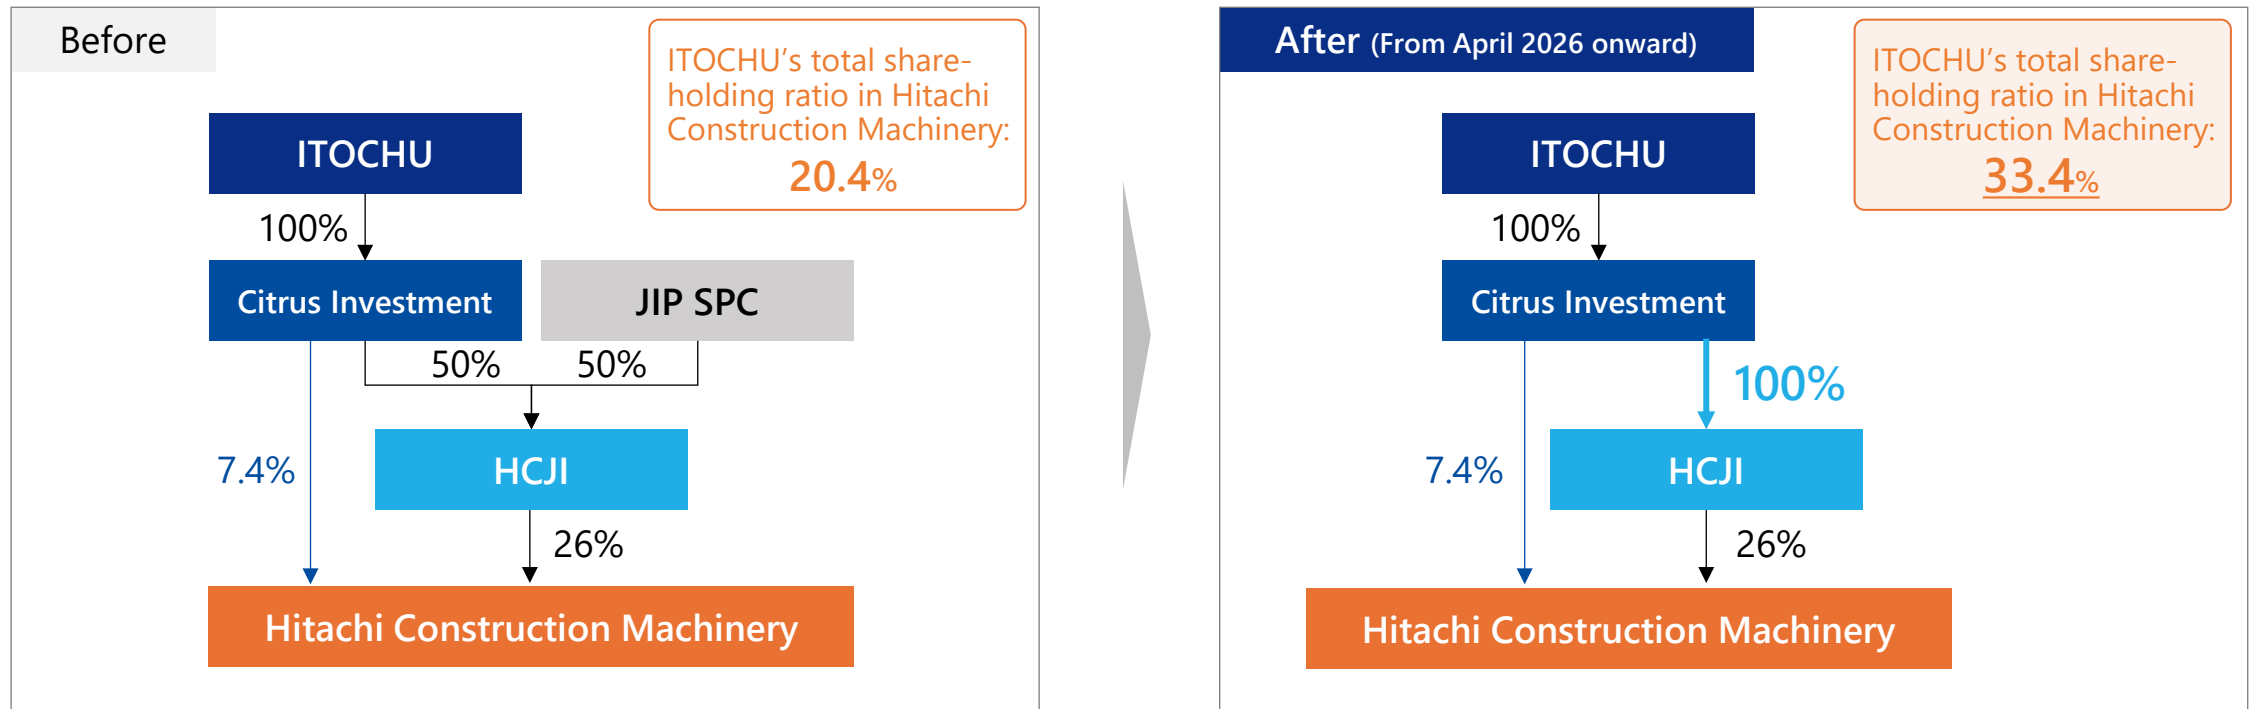 Before
ITOCHU's total share-
holding ratio in Hitachi
Construction Machinery:
20.4%
ITOCHU
100%
Citrus Investment
JIP SPC
50%
50%
HCJI
7.4%
26%
Hitachi Construction Machinery
After (From April 2026 onward)
ITOCHU's total share-
holding ratio in Hitachi
Construction Machinery:
33.4%
ITOCHU
100%
Citrus Investment
100%
HCJI
7.4%
26%
Hitachi Construction Machinery